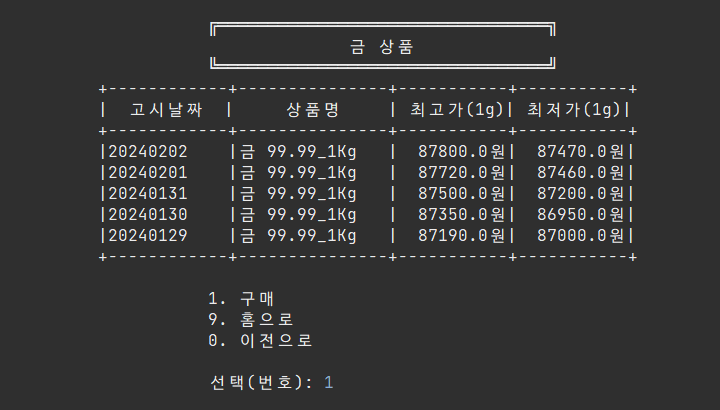 금 상품
| 고시날짜 | 상품명 | 최고가(1g)| 최저가(1g)|
|20240202 |금 99.99_1Kg | 87800.0원| 87470.0원|
|20240201 |금 99.99_1Kg | 87720.0원| 87460.0원|
|20240131 |금 99.99_1Kg | 87500.0원| 87200.0원|
|20240130 |금 99.99_1Kg | 87350.0원| 86950.0원|
|20240129 |금 99.99_1Kg | 87190.0원| 87000.0원|
1. 구매
9. 홈으로
0. 이전으로
선택(번호): 1